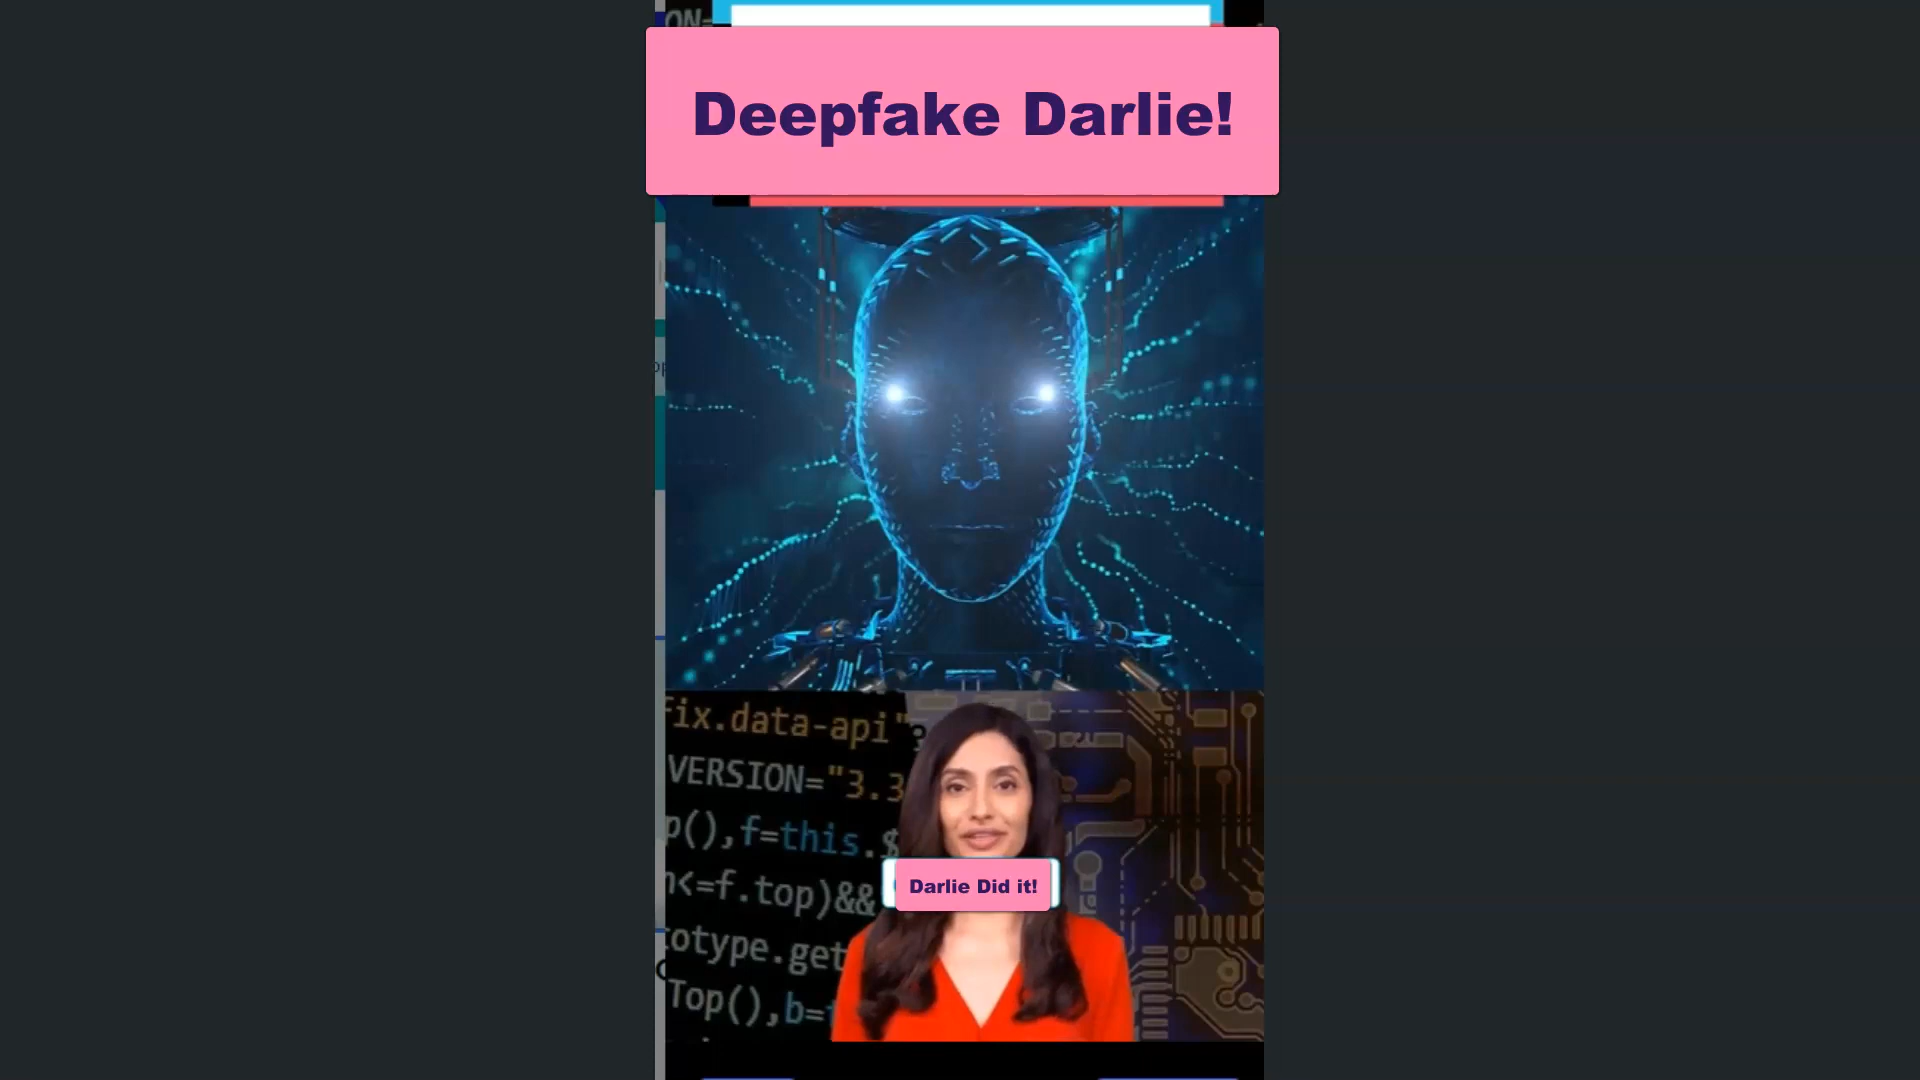 ON=
Deepfake Darlie!
fix.data-api"
VERSION="3.3
p(),f=this.$
<=f.top)&&
Darlie Did it!
otype.get
Top(),b=